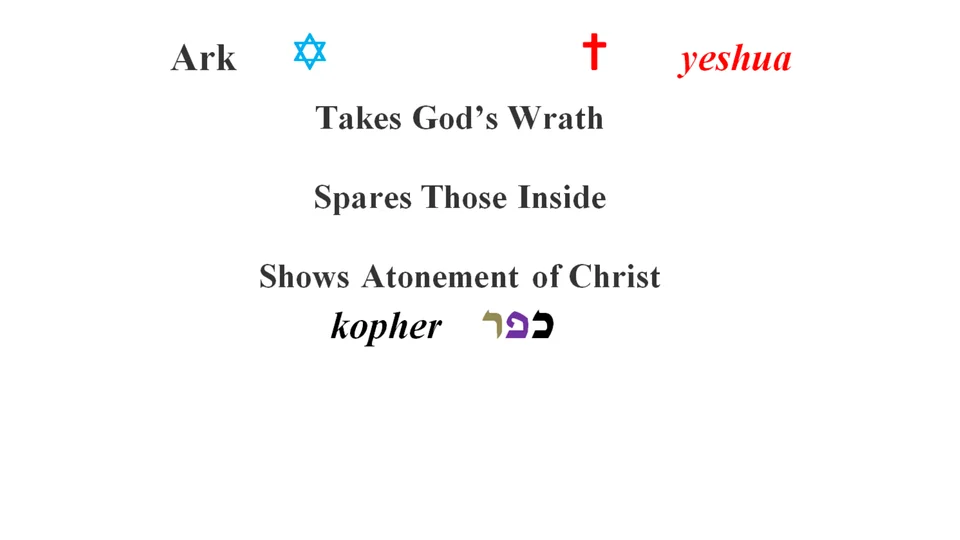 Ark ✡ ✝ yeshua
Takes God’s Wrath
Spares Those Inside
Shows Atonement of Christ
kopher כפר